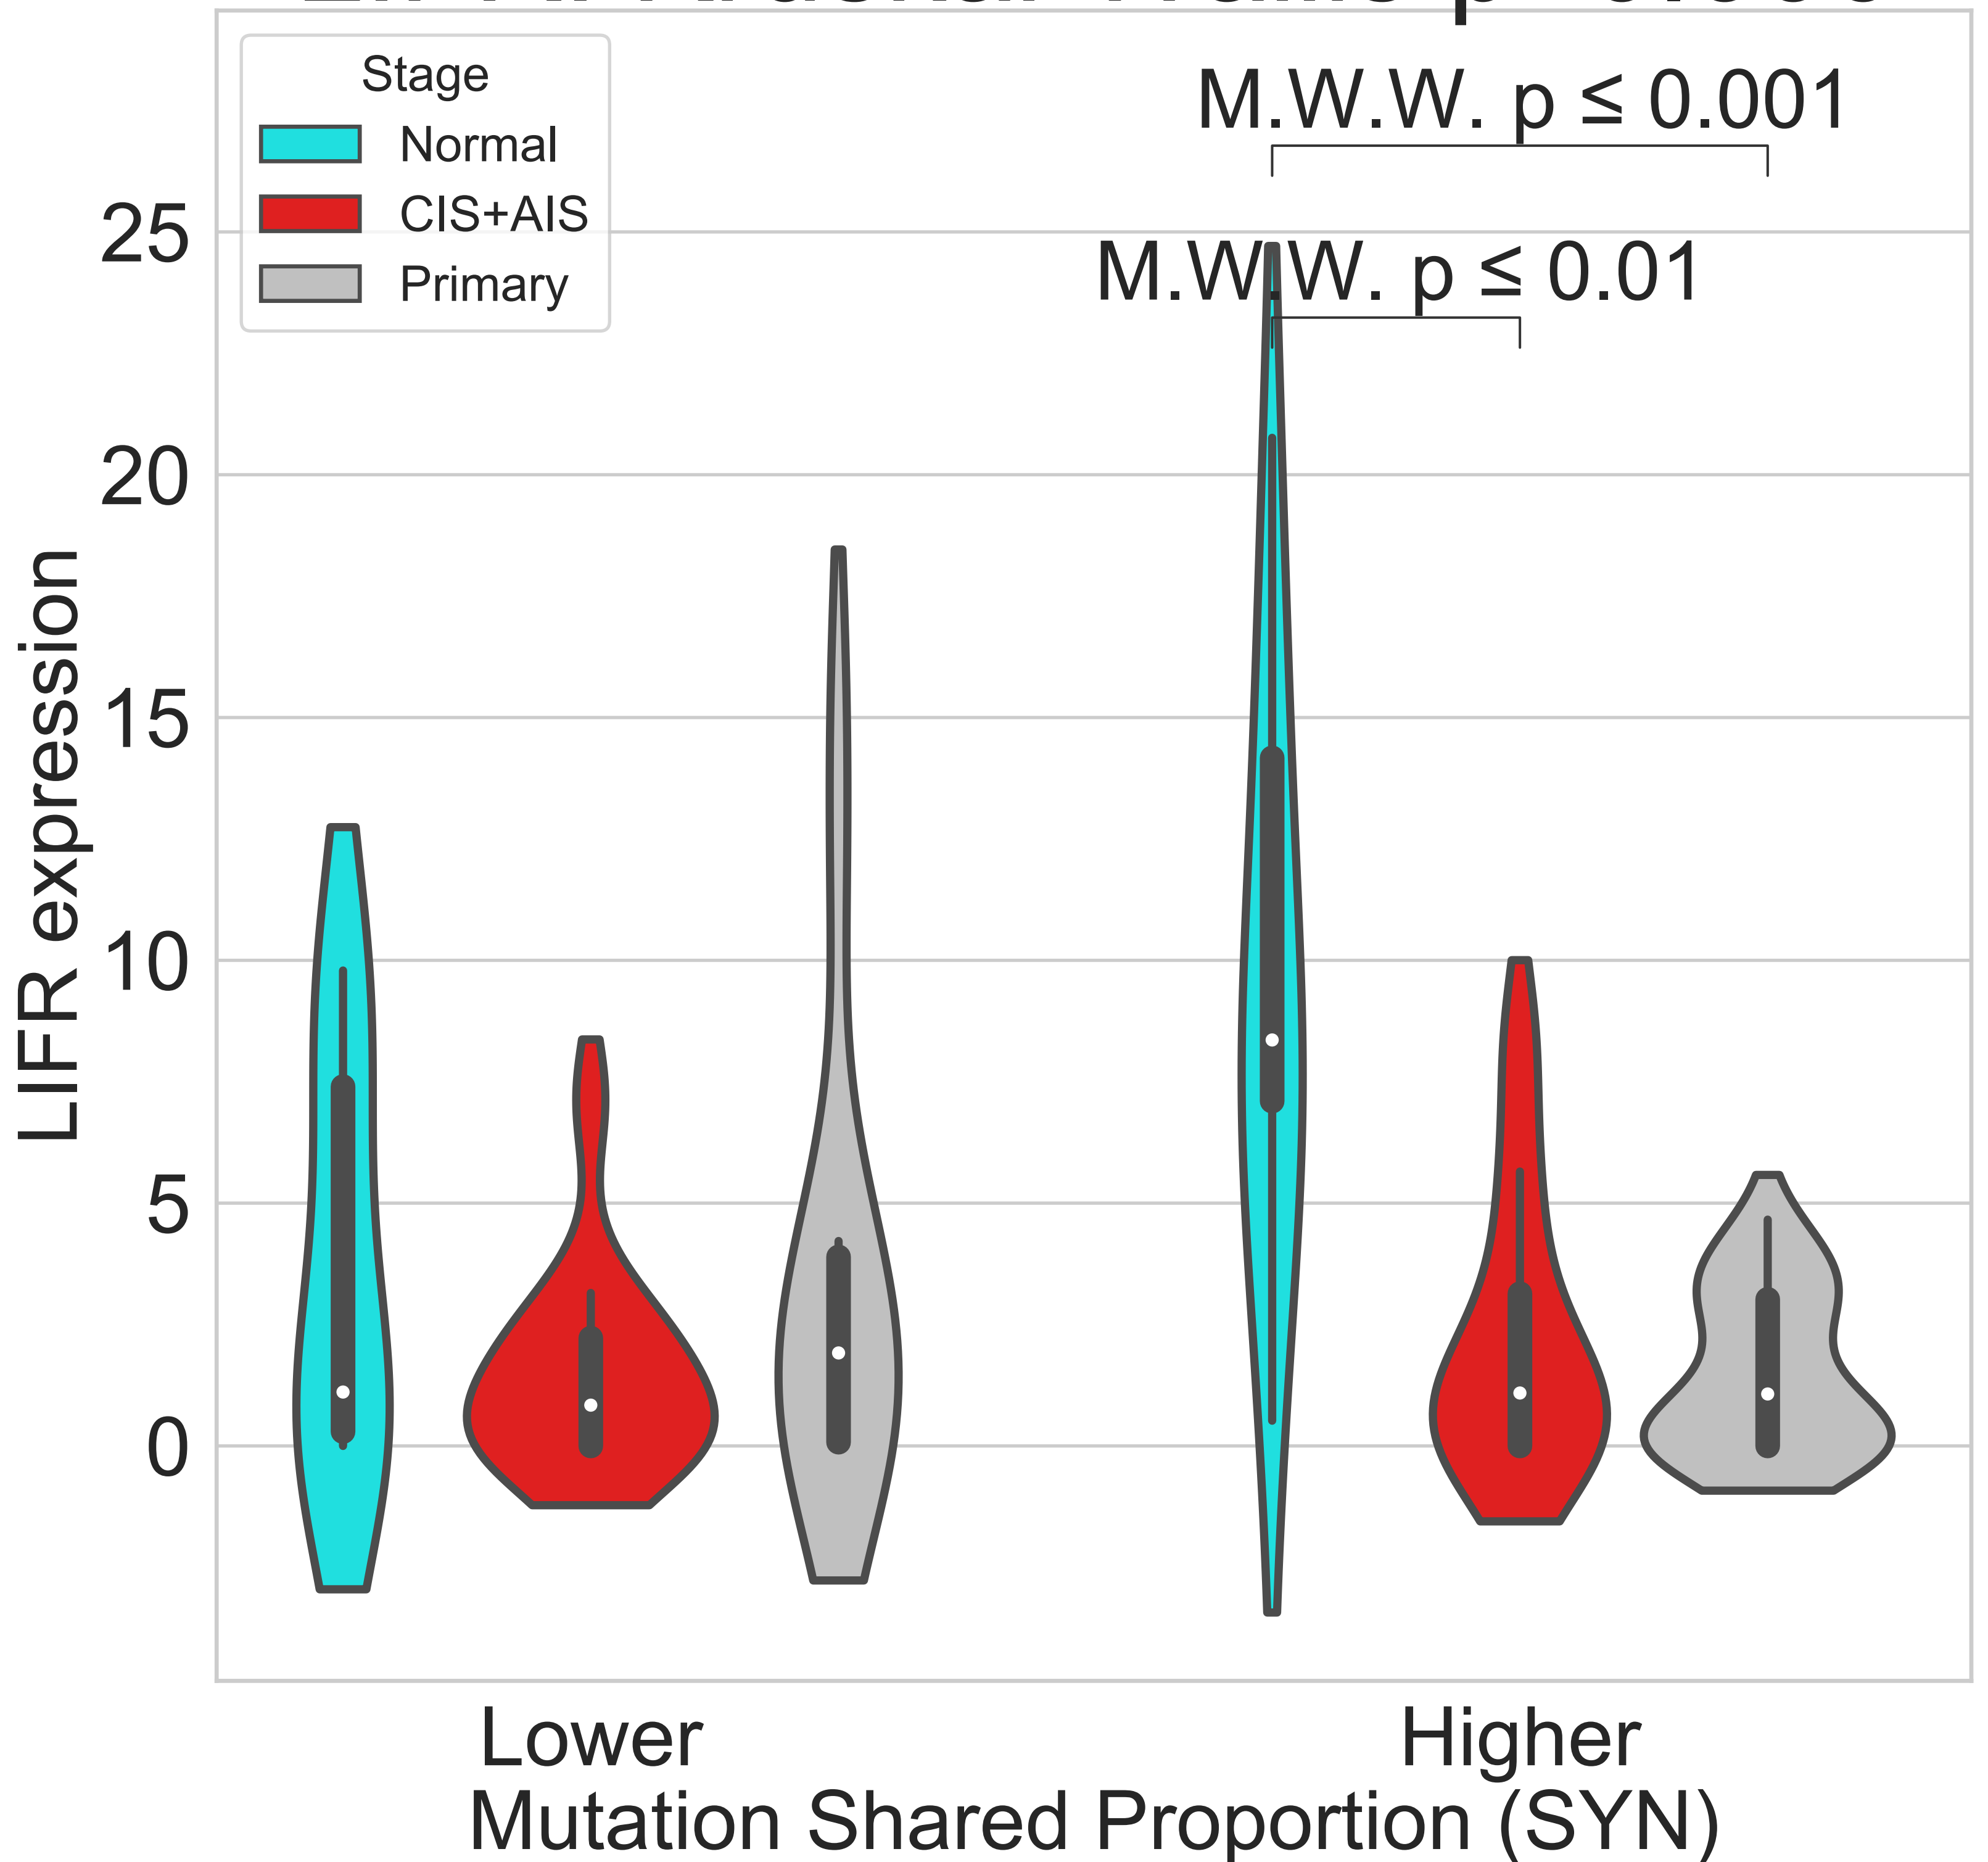 Stage
Normal
CIS+AIS
Primary
M.W.W. p ≤ 0.001
M.W.W. p ≤ 0.01
25
20
15
10
5
0
LIFR expression
Lower
Higher
Mutation Shared Proportion (SYN)